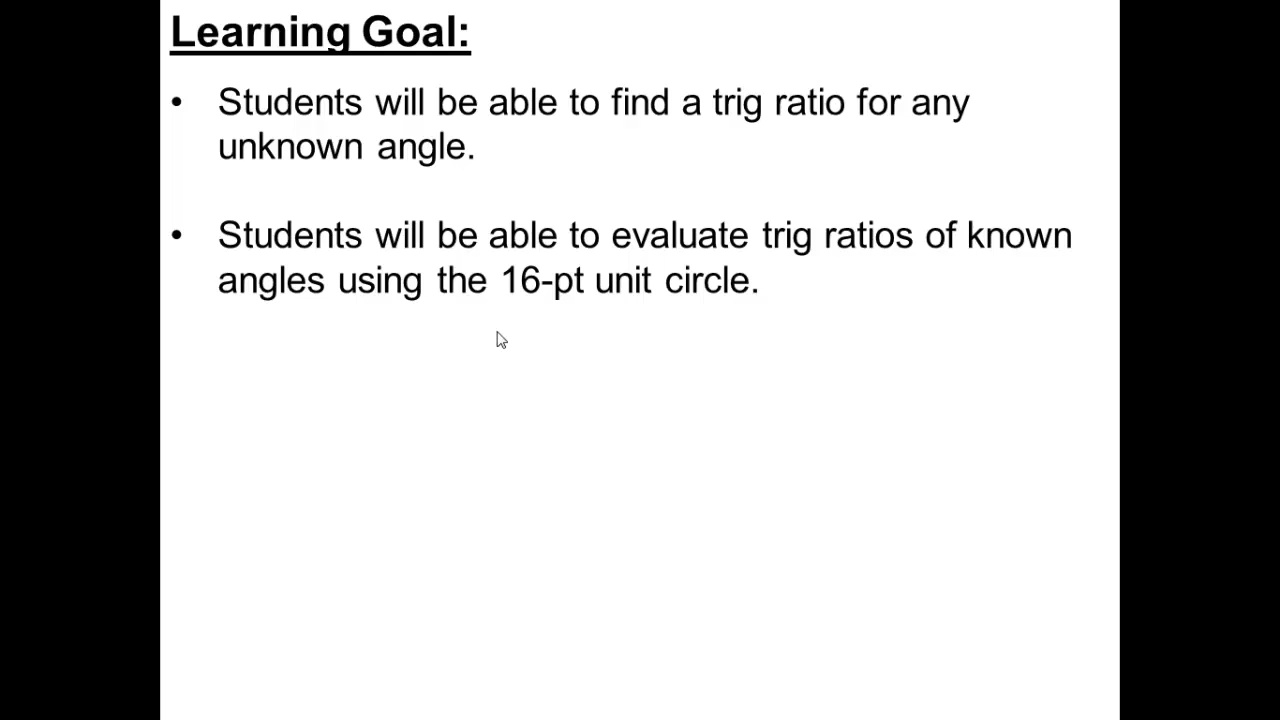 Learning Goal:
• Students will be able to find a trig ratio for any
unknown angle.
• Students will be able to evaluate trig ratios of known
angles using the 16-pt unit circle.